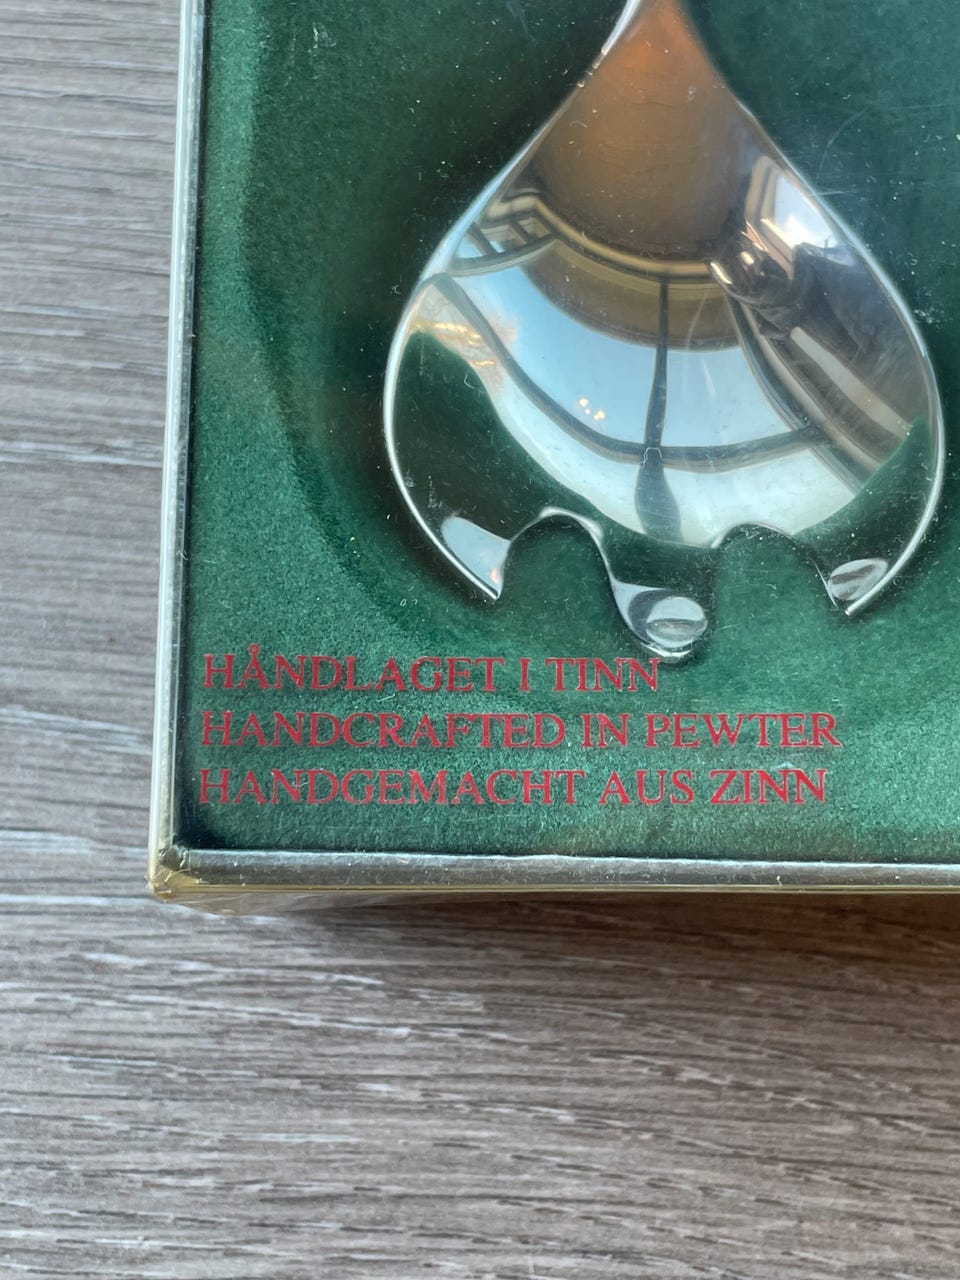 HÅNDLAGET I TINN
HANDCRAFTED IN PEWTER
HANDGEMACHT AUS ZINN